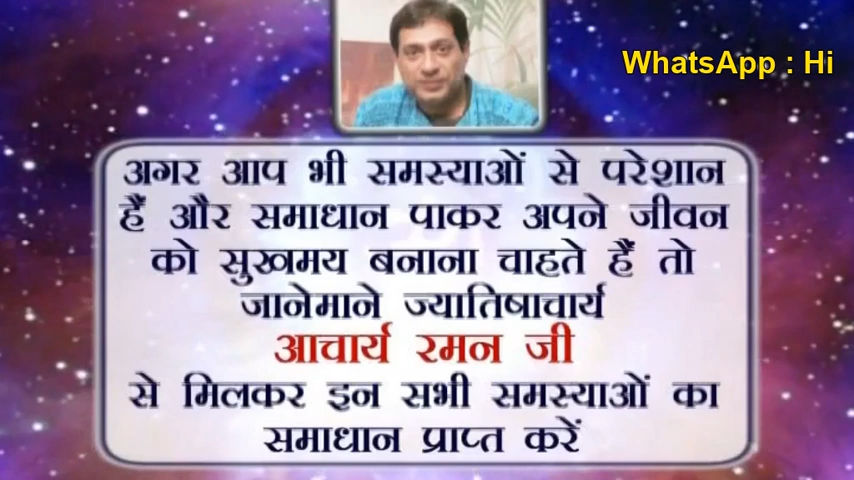 WhatsApp : Hi
अगर आप भी समस्याओं से परेशान
हैं और समाधान पाकर अपने जीवन
को सुखमय बनाना चाहते हैं तो
जानेमाने ज्यातिषाचार्य
आचार्य रमन जी
से मिलकर इन सभी समस्याओं का
समाधान प्राप्त करें